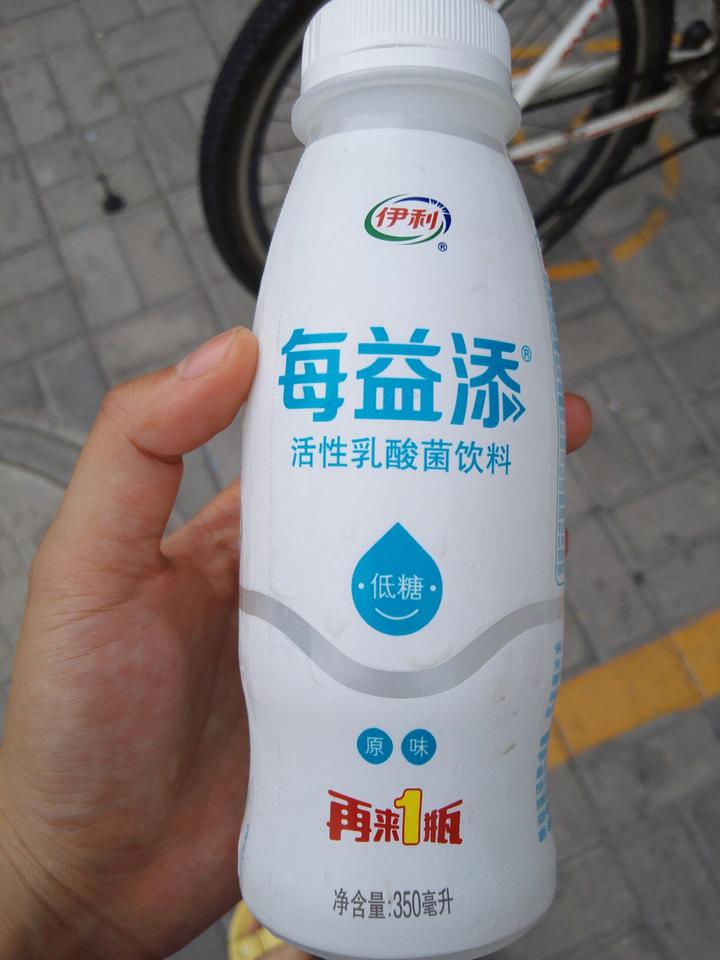 伊利®
每益添®
活性乳酸菌饮料
·低糖·
原味
再来1瓶
净含量:350毫升